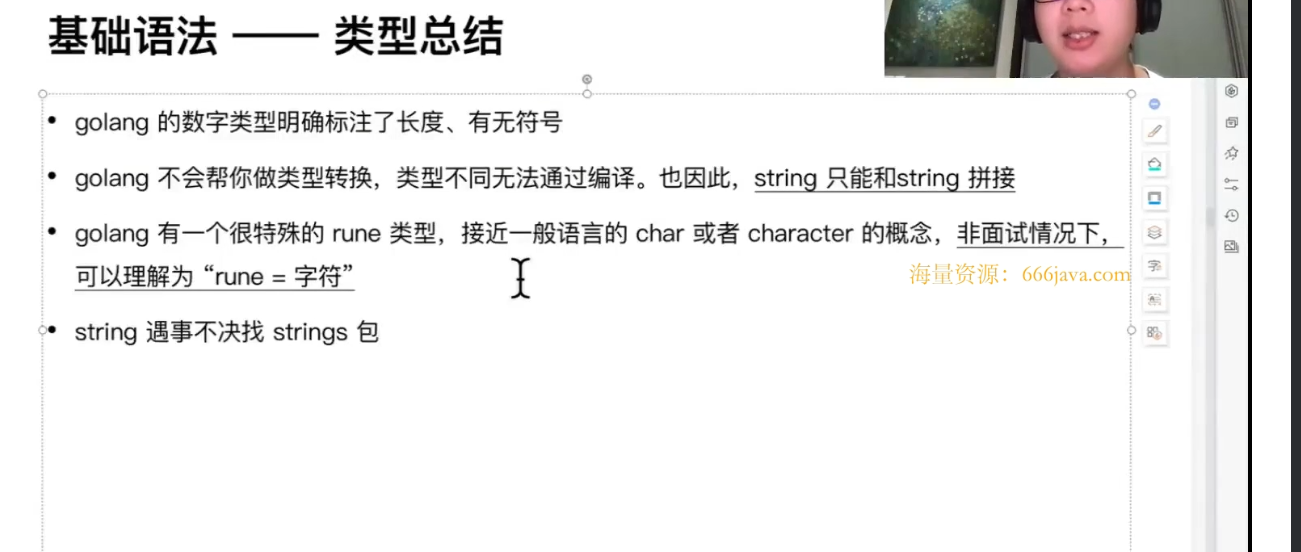 基础语法 —— 类型总结
• golang 的数字类型明确标注了长度、有无符号
• golang 不会帮你做类型转换，类型不同无法通过编译。也因此，string 只能和string 拼接
• golang 有一个很特殊的 rune 类型，接近一般语言的 char 或者 character 的概念，非面试情况下，
可以理解为 “rune = 字符”
海量资源：666java.com
• string 遇事不决找 strings 包